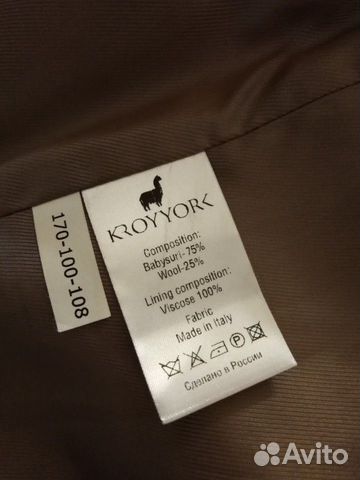 170-100-108
KROYYORK
Composition:
Babysuri-75%
Wool-25%
Lining composition:
Viscose 100%
Fabric
Made in Italy
P
Сделано в России
Avito